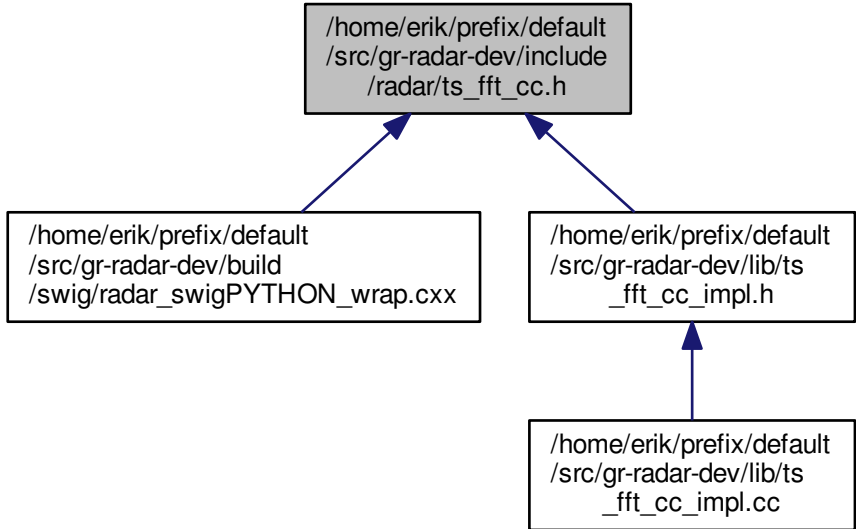 /home/erik/prefix/default
/src/gr-radar-dev/include
/radar/ts_fft_cc.h
/home/erik/prefix/default
/src/gr-radar-dev/build
/swig/radar_swigPYTHON_wrap.cxx
/home/erik/prefix/default
/src/gr-radar-dev/lib/ts
_fft_cc_impl.h
/home/erik/prefix/default
/src/gr-radar-dev/lib/ts
_fft_cc_impl.cc